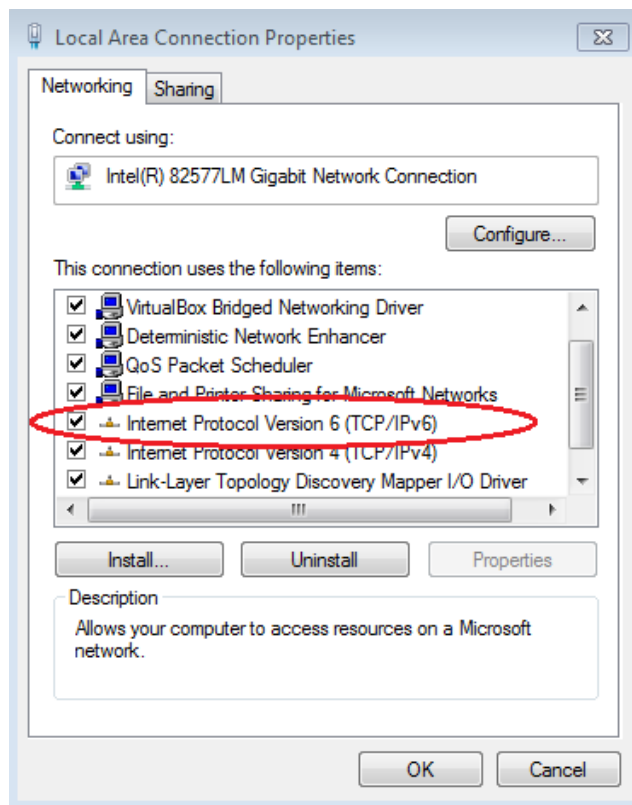 Local Area Connection Properties
Networking
Sharing
Connect using:
Intel(R) 82577LM Gigabit Network Connection
Configure...
This connection uses the following items:
VirtualBox Bridged Networking Driver
Deterministic Network Enhancer
QoS Packet Scheduler
File and Printer Sharing for Microsoft Networks
Internet Protocol Version 6 (TCP/IPv6)
Internet Protocol Version 4 (TCP/IPv4)
Link-Layer Topology Discovery Mapper I/O Driver
Install...
Uninstall
Properties
Description
Allows your computer to access resources on a Microsoft
network.
OK
Cancel